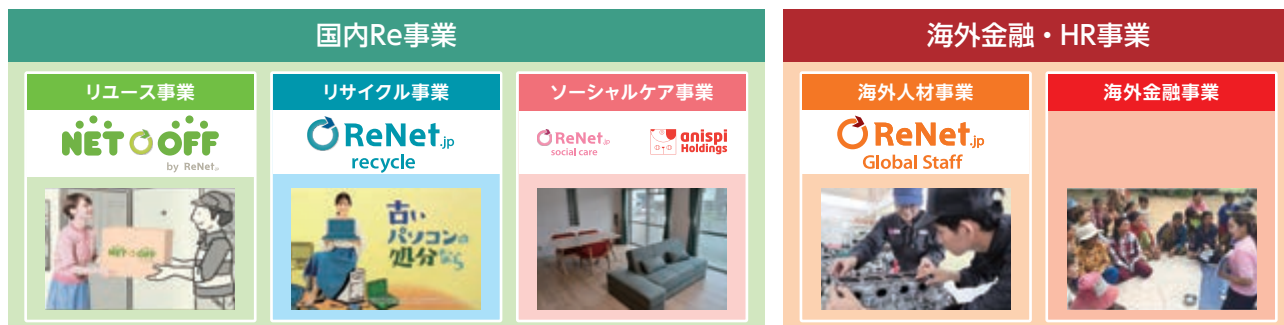 国内Re事業
海外金融・HR事業
リユース事業
NET OFF
by ReNet.jp
リサイクル事業
ReNet.jp
recycle
古い
パソコンの
処分なら
ソーシャルケア事業
ReNet.jp
social care
anispi
Holdings
海外人材事業
ReNet.jp
Global Staff
海外金融事業
NET OFF